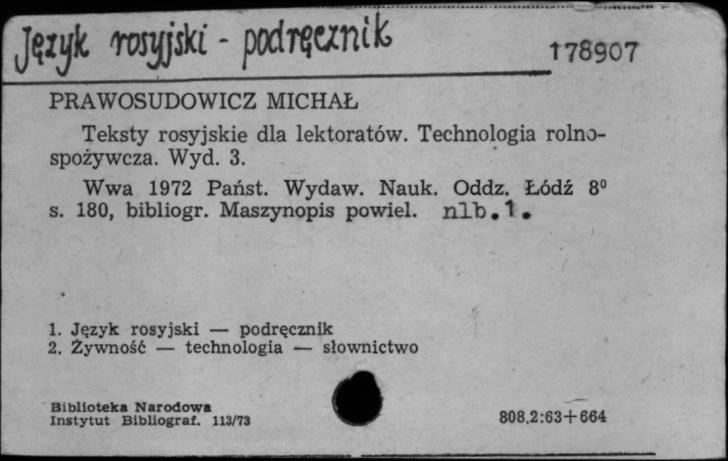 Język rosyjski - podręcznik
178907
PRAWOSUDOWICZ MICHAŁ
Teksty rosyjskie dla lektoratów. Technologia rolno-
spożywcza. Wyd. 3.
Wwa 1972 Państ. Wydaw. Nauk. Oddz. Łódź 8⁰
s. 180, bibliogr. Maszynopis powiel. nlb.1.
1. Język rosyjski — podręcznik
2. Żywność — technologia — słownictwo
Biblioteka Narodowa
Instytut Bibliograf. 113/73
808.2:63+664